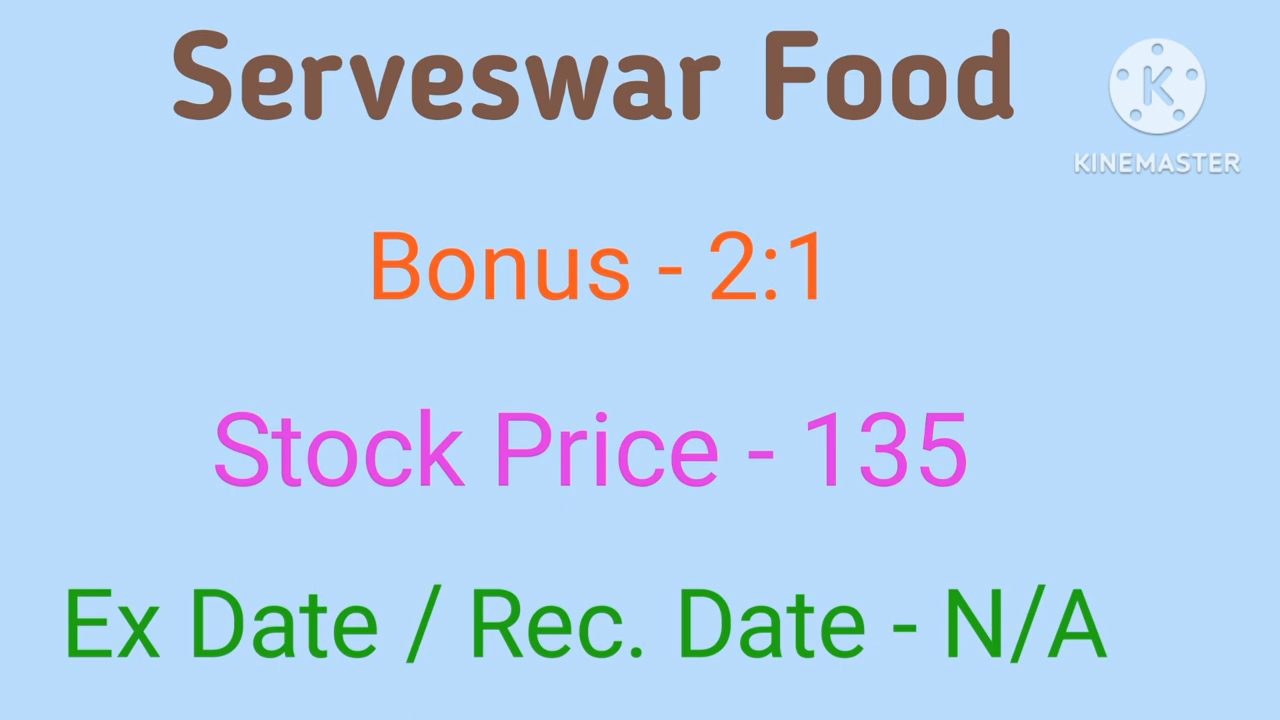 Serveswar Food
K
KINEMASTER
Bonus - 2:1
Stock Price - 135
Ex Date / Rec. Date - N/A